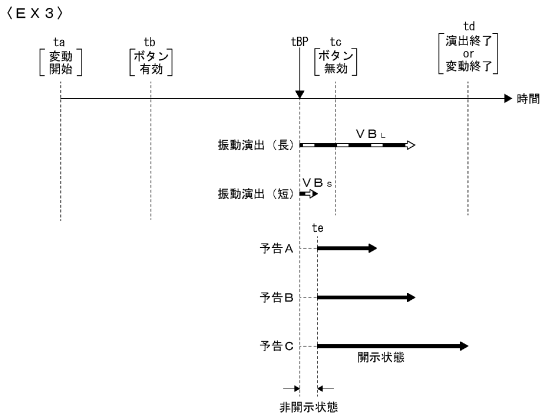 〈ＥＸ３〉
ta
変動
開始
tb
ボタン
有効
tBP
tc
ボタン
無効
td
演出終了
or
変動終了
時間
振動演出（長）
ＶＢL
振動演出（短）
ＶＢS
te
予告Ａ
予告Ｂ
予告Ｃ
開示状態
非開示状態